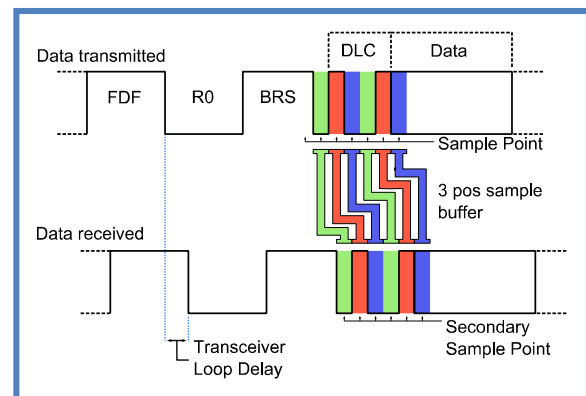 DLC
Data
Data transmitted
FDF
R0
BRS
Sample Point
3 pos sample
buffer
Data received
Secondary
Sample Point
Transceiver
Loop Delay